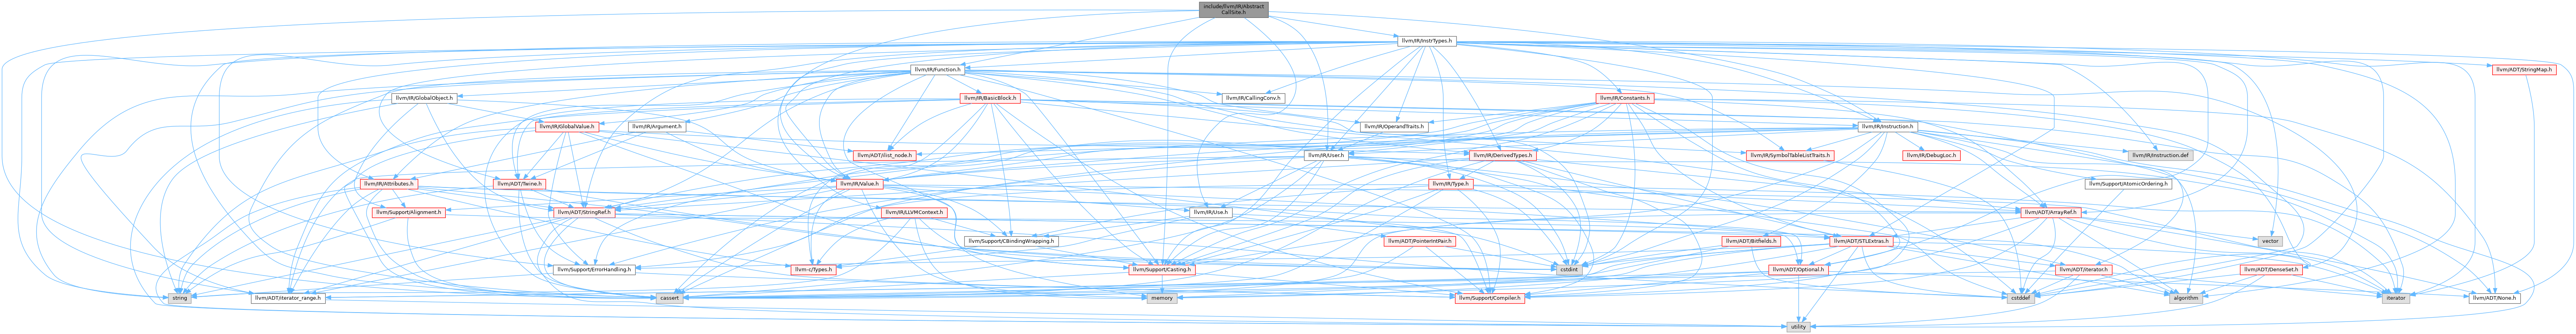 include/llvm/IR/Abstract
CallSite.h
llvm/IR/InstrTypes.h
llvm/IR/Function.h
llvm/ADT/StringMap.h
llvm/IR/GlobalObject.h
llvm/IR/BasicBlock.h
llvm/IR/CallingConv.h
llvm/IR/Constants.h
llvm/IR/GlobalValue.h
llvm/IR/Argument.h
llvm/IR/OperandTraits.h
llvm/IR/Instruction.h
llvm/ADT/ilist_node.h
llvm/IR/User.h
llvm/IR/DerivedTypes.h
llvm/IR/SymbolTableListTraits.h
llvm/IR/DebugLoc.h
llvm/IR/Instruction.def
llvm/IR/Attributes.h
llvm/ADT/Twine.h
llvm/IR/Value.h
llvm/IR/Type.h
llvm/Support/AtomicOrdering.h
llvm/Support/Alignment.h
llvm/ADT/StringRef.h
llvm/IR/LLVMContext.h
llvm/IR/Use.h
llvm/ADT/ArrayRef.h
llvm/Support/CBindingWrapping.h
llvm/ADT/PointerIntPair.h
llvm/ADT/Bitfields.h
llvm/ADT/STLExtras.h
vector
llvm/Support/ErrorHandling.h
llvm-c/Types.h
llvm/Support/Casting.h
cstdint
llvm/ADT/Optional.h
llvm/ADT/iterator.h
llvm/ADT/DenseSet.h
string
llvm/ADT/iterator_range.h
cassert
memory
llvm/Support/Compiler.h
cstddef
algorithm
iterator
llvm/ADT/None.h
utility